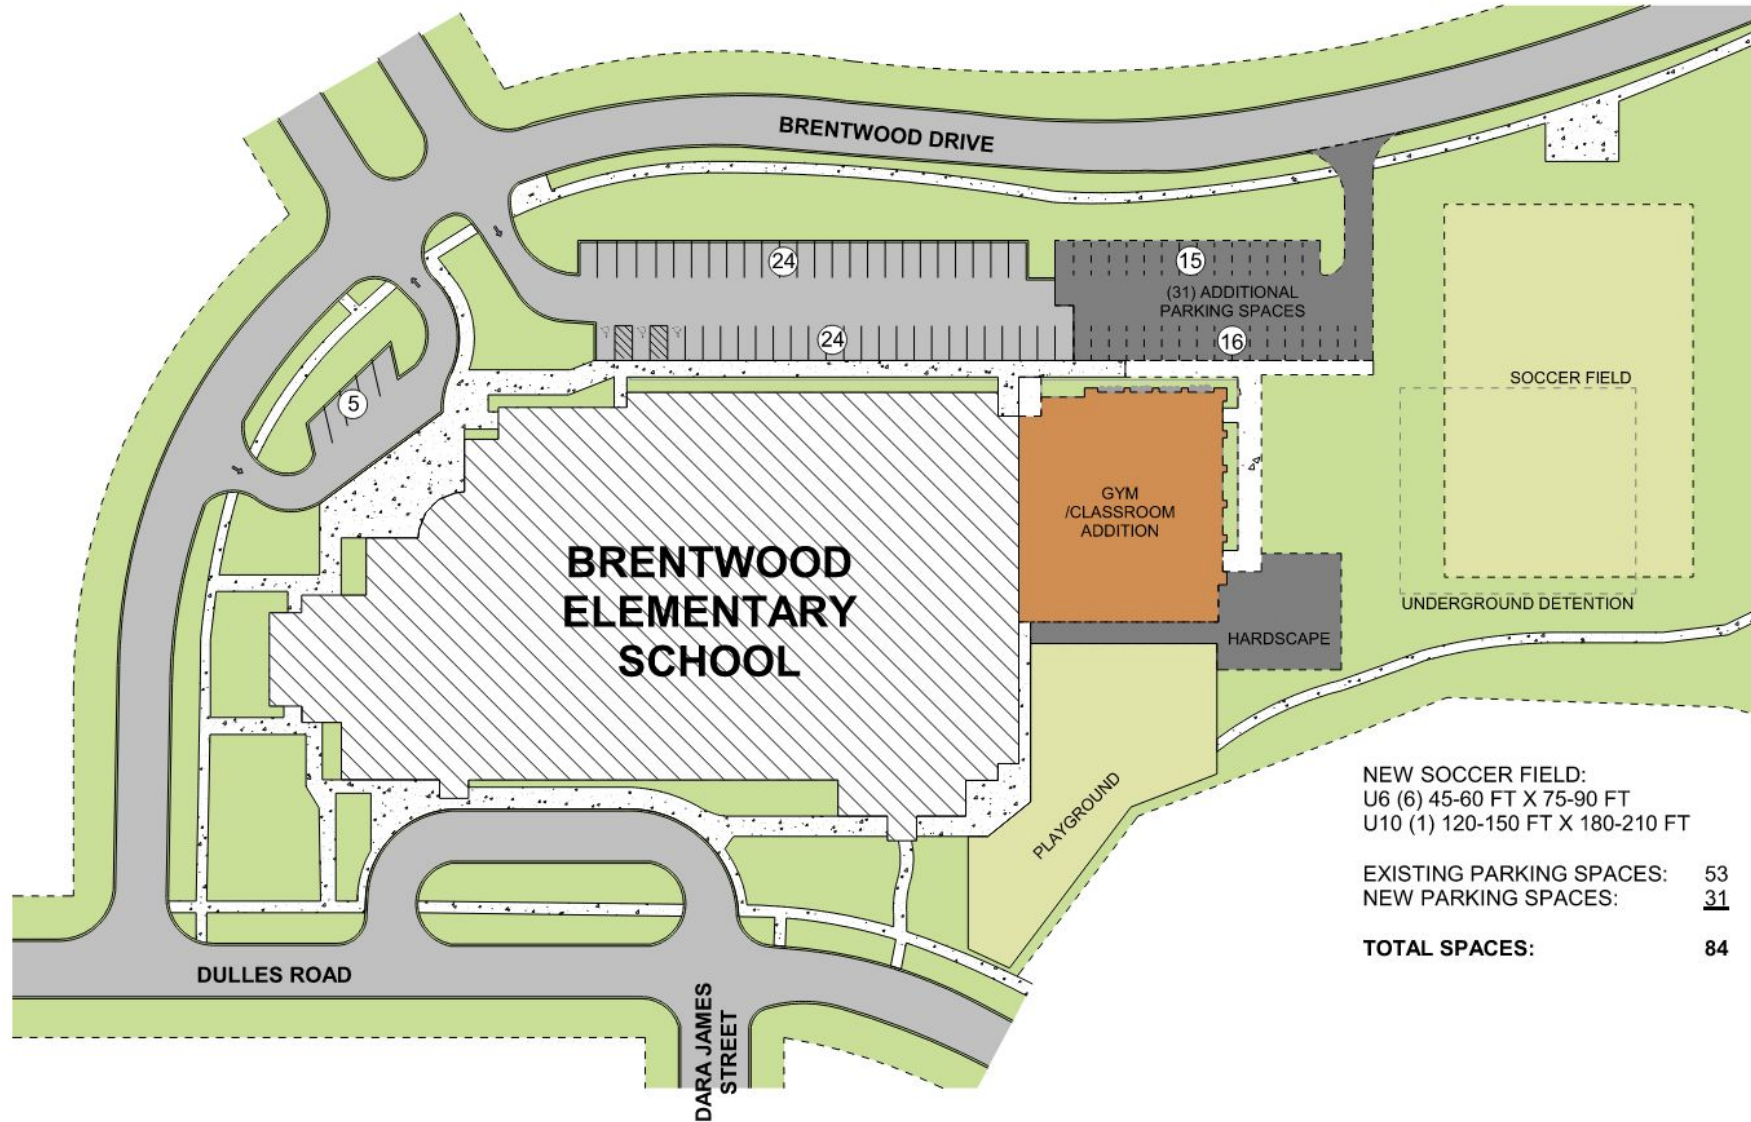 BRENTWOOD DRIVE
24
15
(31) ADDITIONAL
PARKING SPACES
24
16
5
SOCCER FIELD
GYM
/CLASSROOM
ADDITION
BRENTWOOD
ELEMENTARY
SCHOOL
UNDERGROUND DETENTION
HARDSCAPE
PLAYGROUND
NEW SOCCER FIELD:
U6 (6) 45-60 FT X 75-90 FT
U10 (1) 120-150 FT X 180-210 FT
EXISTING PARKING SPACES: 53
NEW PARKING SPACES: 31
TOTAL SPACES: 84
DULLES ROAD
DARA JAMES
STREET